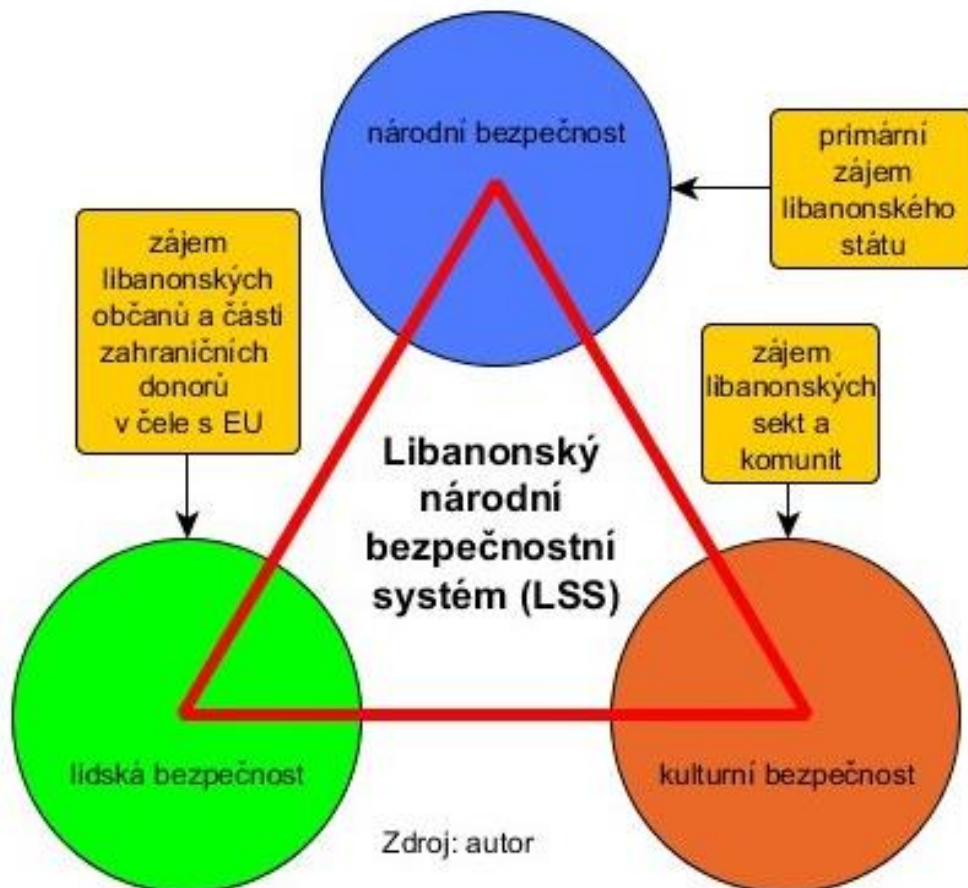 národní bezpečnost
primární
zájem
libanonského
státu
zájem
libanonských
občanů a části
zahraničních
donorů
v čele s EU
zájem
libanonských
sekt a
komunit
Libanonský
národní
bezpečnostní
systém (LSS)
lidská bezpečnost
kulturní bezpečnost
Zdroj: autor